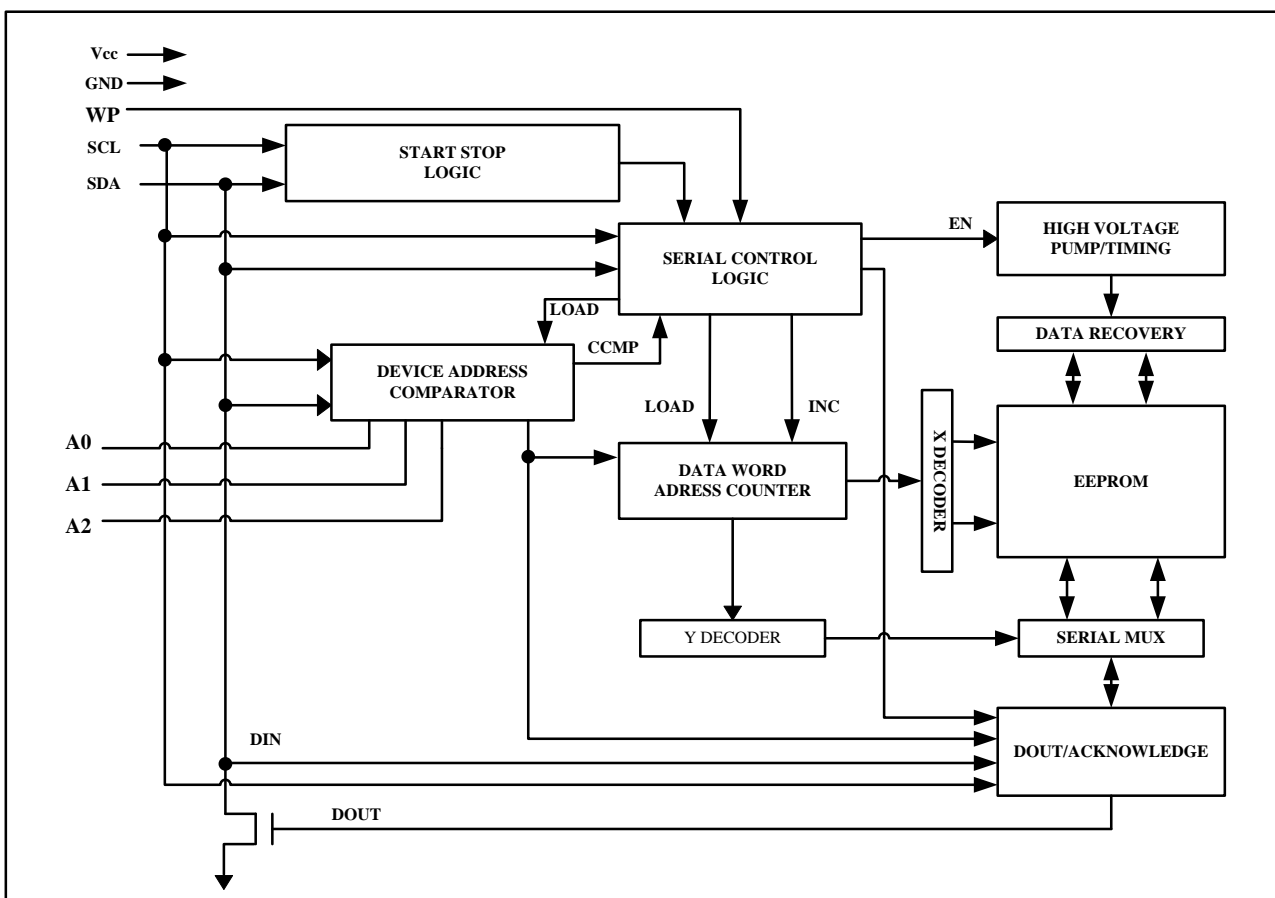 Vcc
GND
WP
SCL
SDA
START STOP
LOGIC
EN
HIGH VOLTAGE
PUMP/TIMING
SERIAL CONTROL
LOGIC
LOAD
CCMP
DATA RECOVERY
DEVICE ADDRESS
COMPARATOR
LOAD
INC
A0
A1
A2
DATA WORD
ADRESS COUNTER
X DECODER
EEPROM
Y DECODER
SERIAL MUX
DIN
DOUT/ACKNOWLEDGE
DOUT